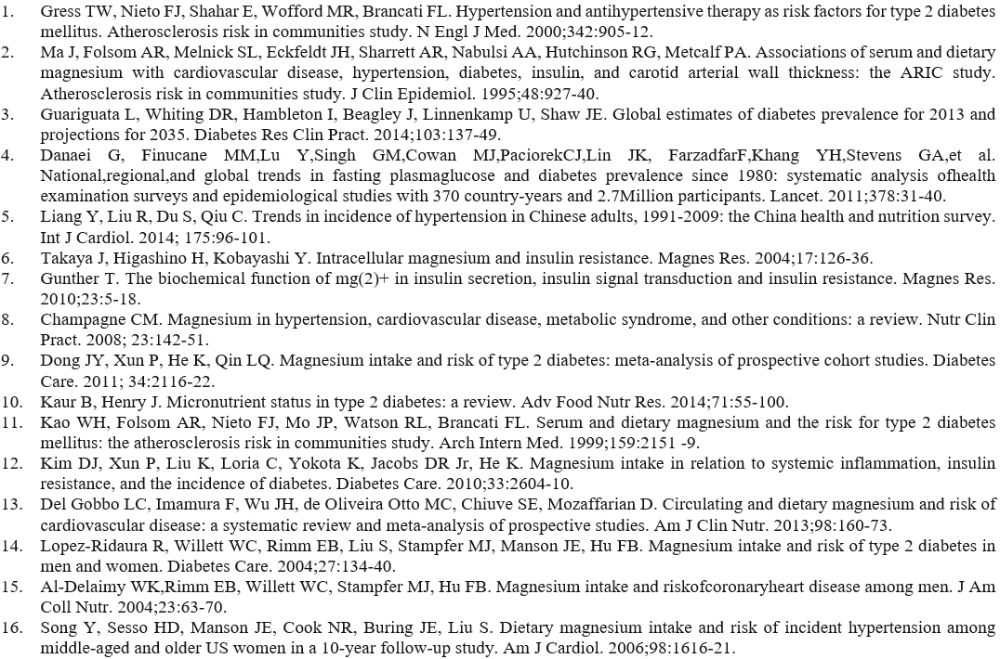 1. Gress TW, Nieto FJ, Shahar E, Wofford MR, Brancati FL. Hypertension and antihypertensive therapy as risk factors for type 2 diabetes
mellitus. Atherosclerosis risk in communities study. N Engl J Med. 2000;342:905-12.
2. Ma J, Folsom AR, Melnick SL, Eckfeldt JH, Sharrett AR, Nabulsi AA, Hutchinson RG, Metcalf PA. Associations of serum and dietary
magnesium with cardiovascular disease, hypertension, diabetes, insulin, and carotid arterial wall thickness: the ARIC study.
Atherosclerosis risk in communities study. J Clin Epidemiol. 1995;48:927-40.
3. Guariguata L, Whiting DR, Hambleton I, Beagley J, Linnenkamp U, Shaw JE. Global estimates of diabetes prevalence for 2013 and
projections for 2035. Diabetes Res Clin Pract. 2014;103:137-49.
4. Danaei G, Finucane MM,Lu Y,Singh GM,Cowan MJ,PaciorekCJ,Lin JK, FarzadfarF,Khang YH,Stevens GA,et al.
National,regional,and global trends in fasting plasmaglucose and diabetes prevalence since 1980: systematic analysis ofhealth
examination surveys and epidemiological studies with 370 country-years and 2.7Million participants. Lancet. 2011;378:31-40.
5. Liang Y, Liu R, Du S, Qiu C. Trends in incidence of hypertension in Chinese adults, 1991-2009: the China health and nutrition survey.
Int J Cardiol. 2014; 175:96-101.
6. Takaya J, Higashino H, Kobayashi Y. Intracellular magnesium and insulin resistance. Magnes Res. 2004;17:126-36.
7. Gunther T. The biochemical function of mg(2)+ in insulin secretion, insulin signal transduction and insulin resistance. Magnes Res.
2010;23:5-18.
8. Champagne CM. Magnesium in hypertension, cardiovascular disease, metabolic syndrome, and other conditions: a review. Nutr Clin
Pract. 2008; 23:142-51.
9. Dong JY, Xun P, He K, Qin LQ. Magnesium intake and risk of type 2 diabetes: meta-analysis of prospective cohort studies. Diabetes
Care. 2011; 34:2116-22.
10. Kaur B, Henry J. Micronutrient status in type 2 diabetes: a review. Adv Food Nutr Res. 2014;71:55-100.
11. Kao WH, Folsom AR, Nieto FJ, Mo JP, Watson RL, Brancati FL. Serum and dietary magnesium and the risk for type 2 diabetes
mellitus: the atherosclerosis risk in communities study. Arch Intern Med. 1999;159:2151 -9.
12. Kim DJ, Xun P, Liu K, Loria C, Yokota K, Jacobs DR Jr, He K. Magnesium intake in relation to systemic inflammation, insulin
resistance, and the incidence of diabetes. Diabetes Care. 2010;33:2604-10.
13. Del Gobbo LC, Imamura F, Wu JH, de Oliveira Otto MC, Chiuve SE, Mozaffarian D. Circulating and dietary magnesium and risk of
cardiovascular disease: a systematic review and meta-analysis of prospective studies. Am J Clin Nutr. 2013;98:160-73.
14. Lopez-Ridaura R, Willett WC, Rimm EB, Liu S, Stampfer MJ, Manson JE, Hu FB. Magnesium intake and risk of type 2 diabetes in
men and women. Diabetes Care. 2004;27:134-40.
15. Al-Delaimy WK,Rimm EB, Willett WC, Stampfer MJ, Hu FB. Magnesium intake and riskofcoronaryheart disease among men. J Am
Coll Nutr. 2004;23:63-70.
16. Song Y, Sesso HD, Manson JE, Cook NR, Buring JE, Liu S. Dietary magnesium intake and risk of incident hypertension among
middle-aged and older US women in a 10-year follow-up study. Am J Cardiol. 2006;98:1616-21.